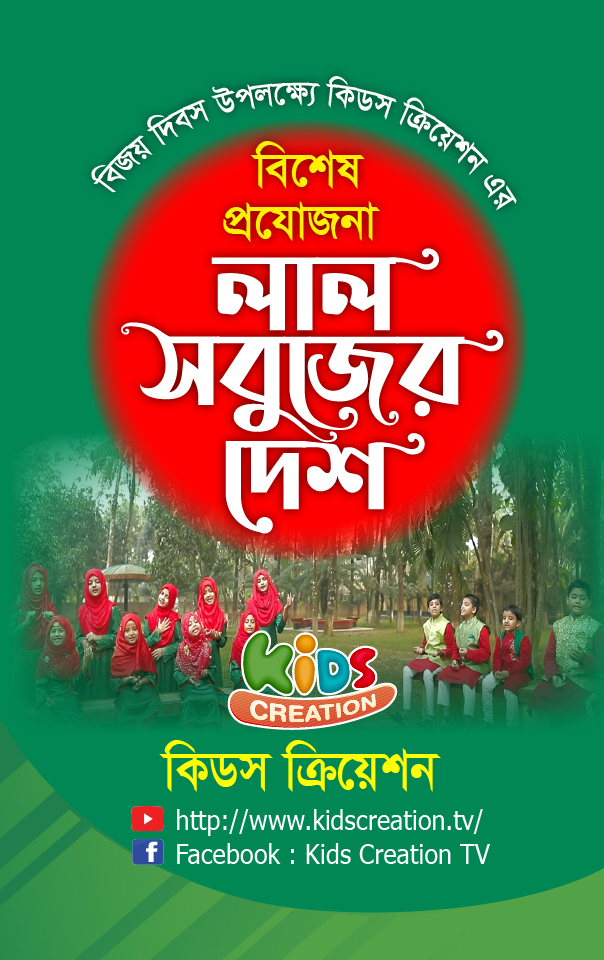 বিজয় দিবস উপলক্ষ্যে কিডস ক্রিয়েশন এর
বিশেষ
প্রযোজনা
লাল
সবুজের
দেশ
KiDS
CREATION
কিডস ক্রিয়েশন
http://www.kidscreation.tv/
Facebook : Kids Creation TV